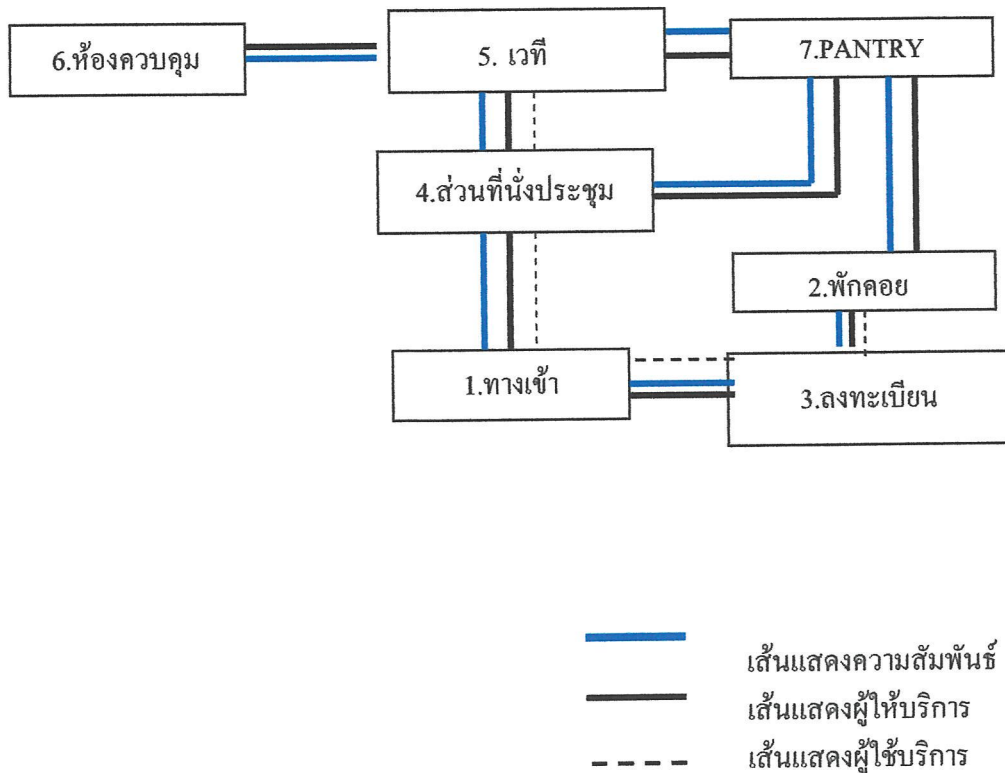 6.ห้องควบคุม
5. เวที
7.PANTRY
4.ส่วนที่นั่งประชุม
2.พักคอย
1.ทางเข้า
3.ลงทะเบียน
เส้นแสดงความสัมพันธ์
เส้นแสดงผู้ให้บริการ
เส้นแสดงผู้ใช้บริการ